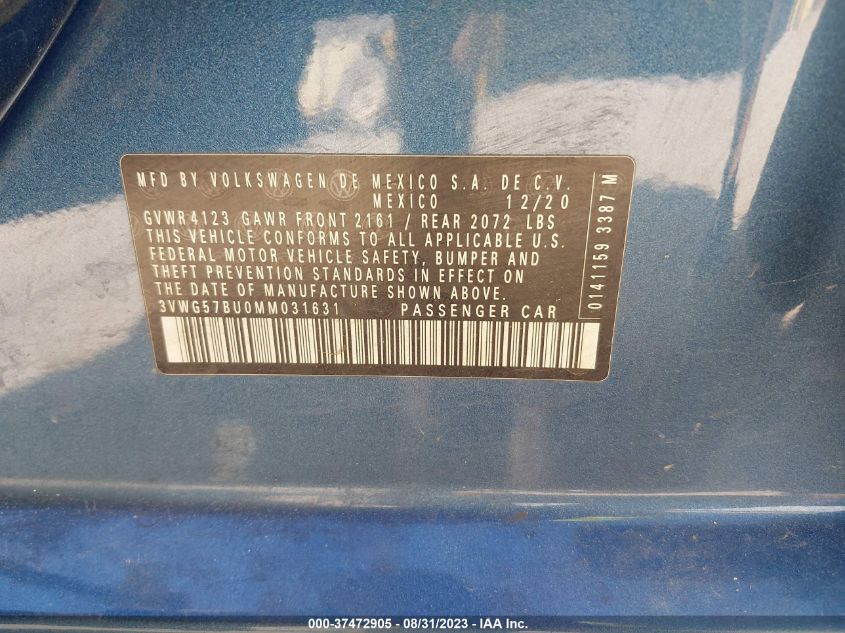 MFD BY VOLKSWAGEN DE MEXICO S.A. DE C.V.
MEXICO 12/20
GVWR4123 GAWR FRONT 2161 / REAR 2072 LBS
THIS VEHICLE CONFORMS TO ALL APPLICABLE U.S.
FEDERAL MOTOR VEHICLE SAFETY, BUMPER AND
THEFT PREVENTION STANDARDS IN EFFECT ON
THE DATE OF MANUFACTURE SHOWN ABOVE.
3VWG57BU0MM031631 PASSENGER CAR
0141159 3387 M
000-37472905 - 08/31/2023 - IAA Inc.